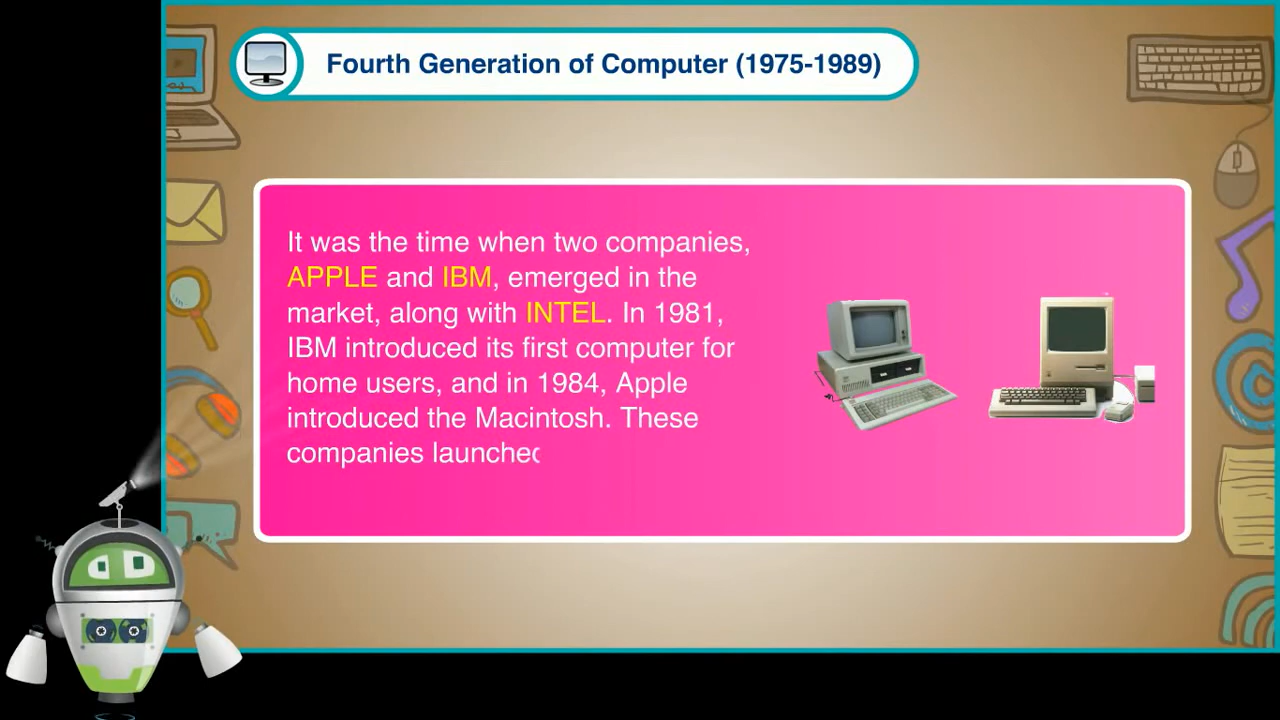 Fourth Generation of Computer (1975-1989)
It was the time when two companies,
APPLE and IBM, emerged in the
market, along with INTEL. In 1981,
IBM introduced its first computer for
home users, and in 1984, Apple
introduced the Macintosh. These
companies launched